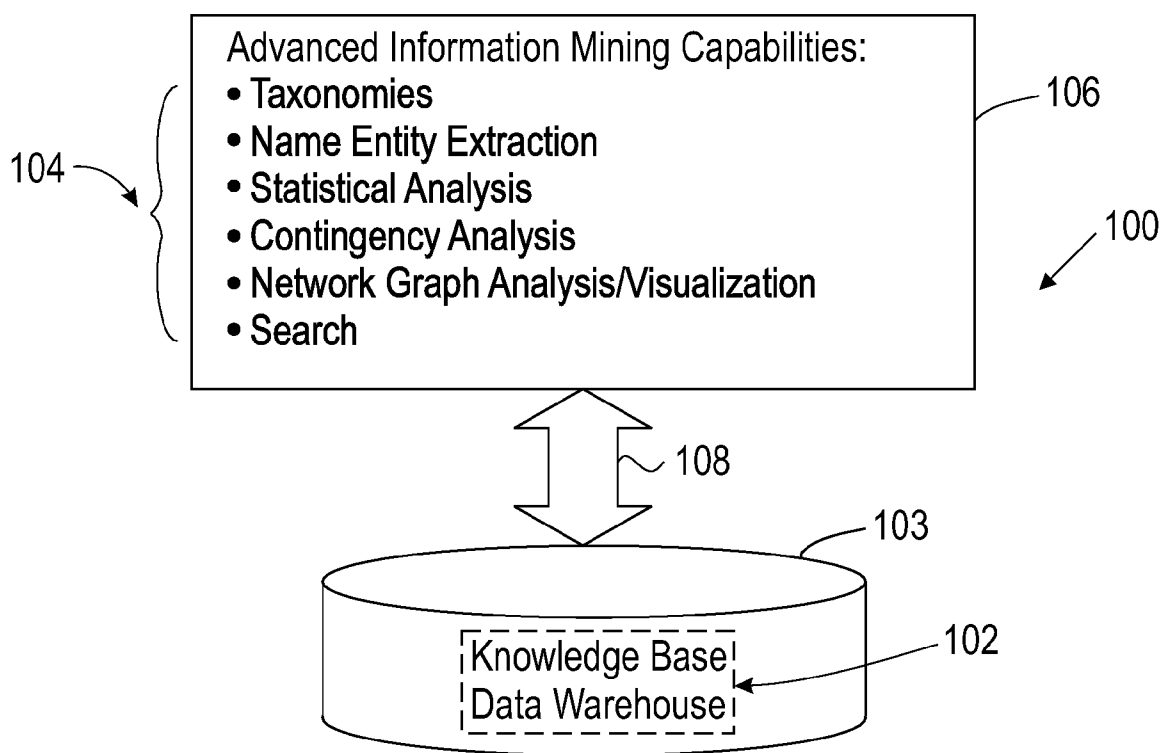 Advanced Information Mining Capabilities:
• Taxonomies
106
• Name Entity Extraction
104
• Statistical Analysis
• Contingency Analysis
100
• Network Graph Analysis/Visualization
• Search
108
103
Knowledge Base
102
Data Warehouse